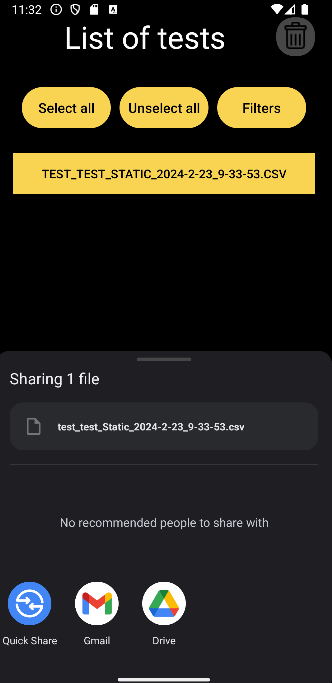 11:32
List of tests
Select all
Unselect all
Filters
TEST_TEST_STATIC_2024-2-23_9-33-53.CSV
Sharing 1 file
test_test_Static_2024-2-23_9-33-53.csv
No recommended people to share with
Quick Share
Gmail
Drive